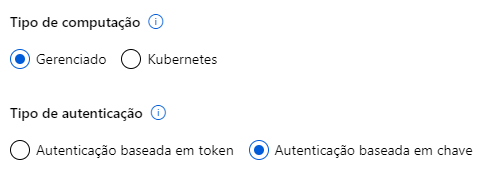 Tipo de computação
Gerenciado Kubernetes
Tipo de autenticação
Autenticação baseada em token Autenticação baseada em chave